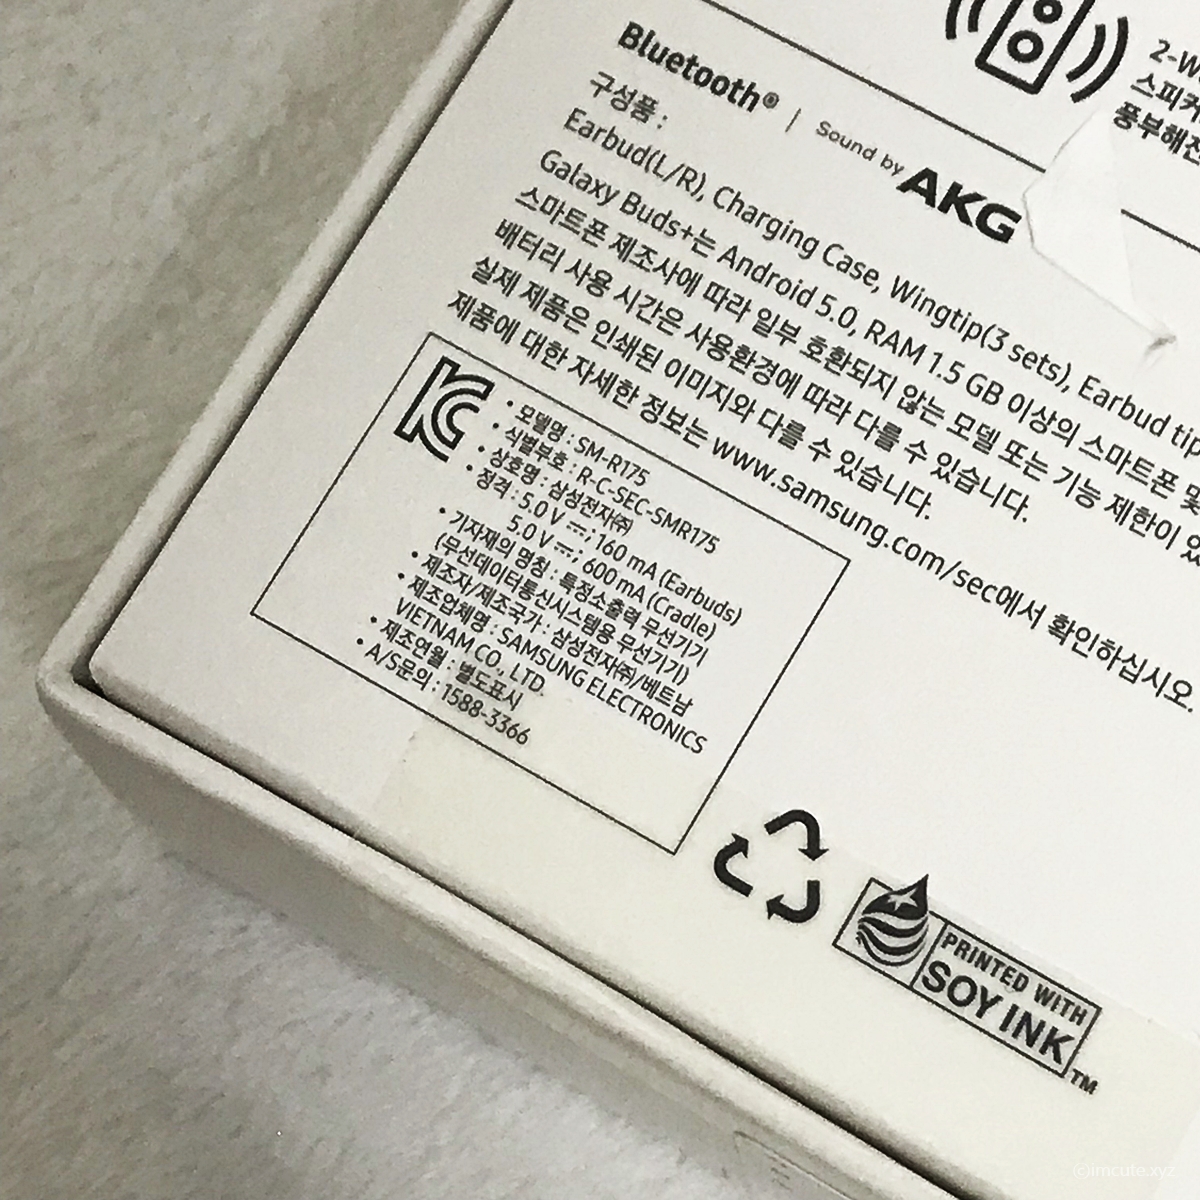 2-W
스피커
풍부해진
Bluetooth® | Sound by AKG
구성품 :
Earbud(L/R), Charging Case, Wingtip(3 sets), Earbud tip
Galaxy Buds+는 Android 5.0, RAM 1.5 GB 이상의 스마트폰 및
스마트폰 제조사에 따라 일부 호환되지 않는 모델 또는 기능 제한이 있
배터리 사용 시간은 사용환경에 따라 다를 수 있습니다.
실제 제품은 인쇄된 이미지와 다를 수 있습니다.
제품에 대한 자세한 정보는 www.samsung.com/sec에서 확인하십시오.
• 모델명 : SM-R175
• 식별부호 : R-C-SEC-SMR175
• 상호명 : 삼성전자㈜
• 정격 : 5.0 V ⎓; 160 mA (Earbuds)
5.0 V ⎓; 600 mA (Cradle)
• 기자재의 명칭 : 특정소출력 무선기기
(무선데이터통신시스템용 무선기기)
• 제조자/제조국가 : 삼성전자㈜/베트남
• 제조업체명 : SAMSUNG ELECTRONICS
VIETNAM CO., LTD.
• 제조연월 : 별도표시
• A/S문의 : 1588-3366
PRINTED WITH
SOY INK™
©imcute.xyz